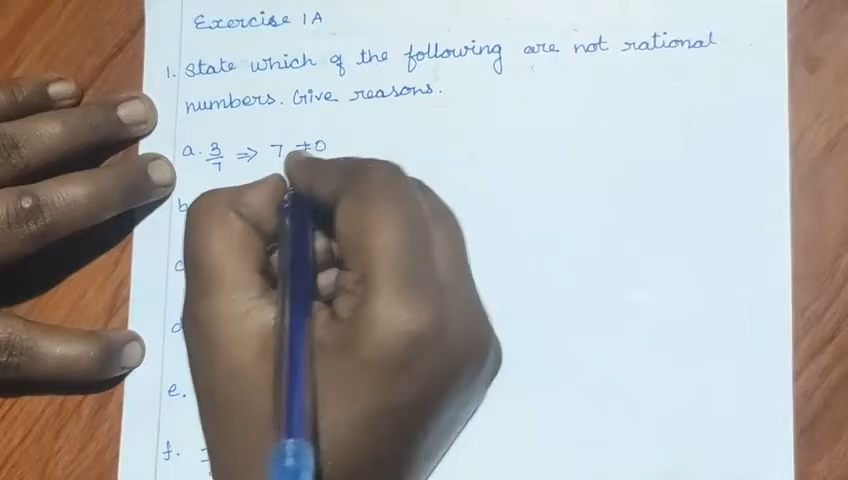 Exercise 1A
1. State which of the following are not rational
numbers. Give reasons.
a. 3/7 ⇒ 7 ≠0
b
c
d
e.
f.